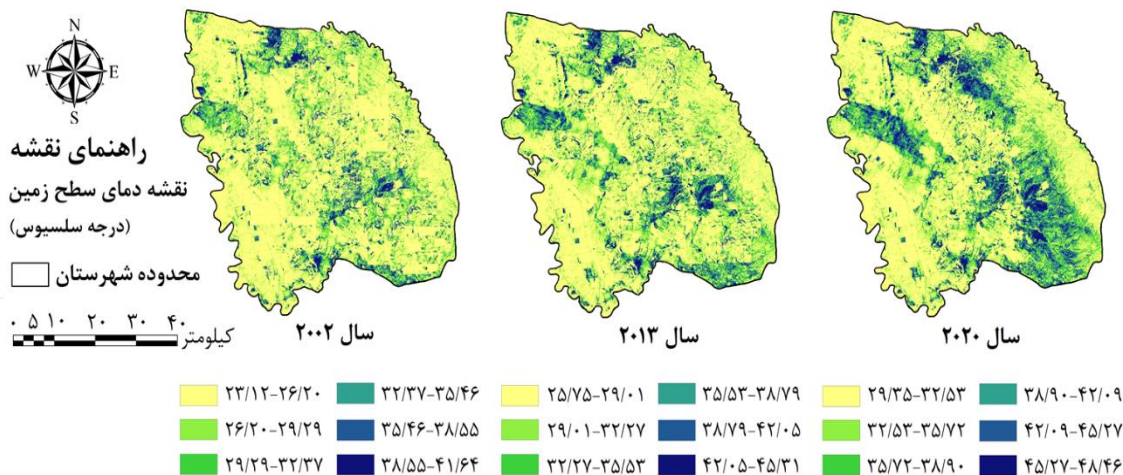 N
W E
S
راهنمای نقشه
نقشه دمای سطح زمین
(درجه سلسیوس)
محدوده شهرستان
۰ ۵ ۱۰ ۲۰ ۳۰ ۴۰ کیلومتر
سال ۲۰۰۲
سال ۲۰۱۳
سال ۲۰۲۰
۲۳/۱۲-۲۶/۲۰
۲۶/۲۰-۲۹/۲۹
۲۹/۲۹-۳۲/۳۷
۳۲/۳۷-۳۵/۴۶
۳۵/۴۶-۳۸/۵۵
۳۸/۵۵-۴۱/۶۴
۲۵/۷۵-۲۹/۰۱
۲۹/۰۱-۳۲/۲۷
۳۲/۲۷-۳۵/۵۳
۳۵/۵۳-۳۸/۷۹
۳۸/۷۹-۴۲/۰۵
۴۲/۰۵-۴۵/۳۱
۲۹/۳۵-۳۲/۵۳
۳۲/۵۳-۳۵/۷۲
۳۵/۷۲-۳۸/۹۰
۳۸/۹۰-۴۲/۰۹
۴۲/۰۹-۴۵/۲۷
۴۵/۲۷-۴۸/۴۶